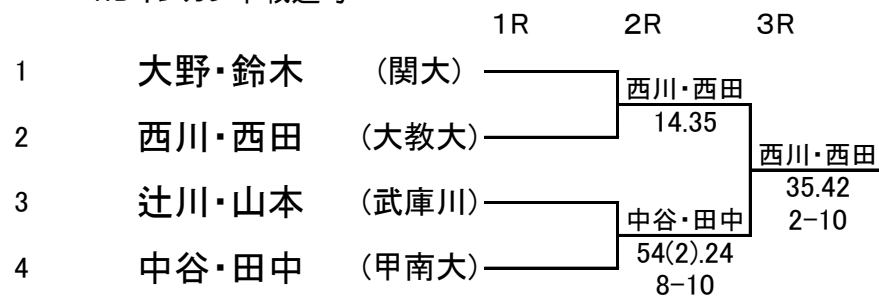 1R 2R 3R
1 大野・鈴木 (関大)
西川・西田
14.35
2 西川・西田 (大教大)
西川・西田
35.42
2-10
3 辻川・山本 (武庫川)
中谷・田中
54(2).24
8-10
4 中谷・田中 (甲南大)